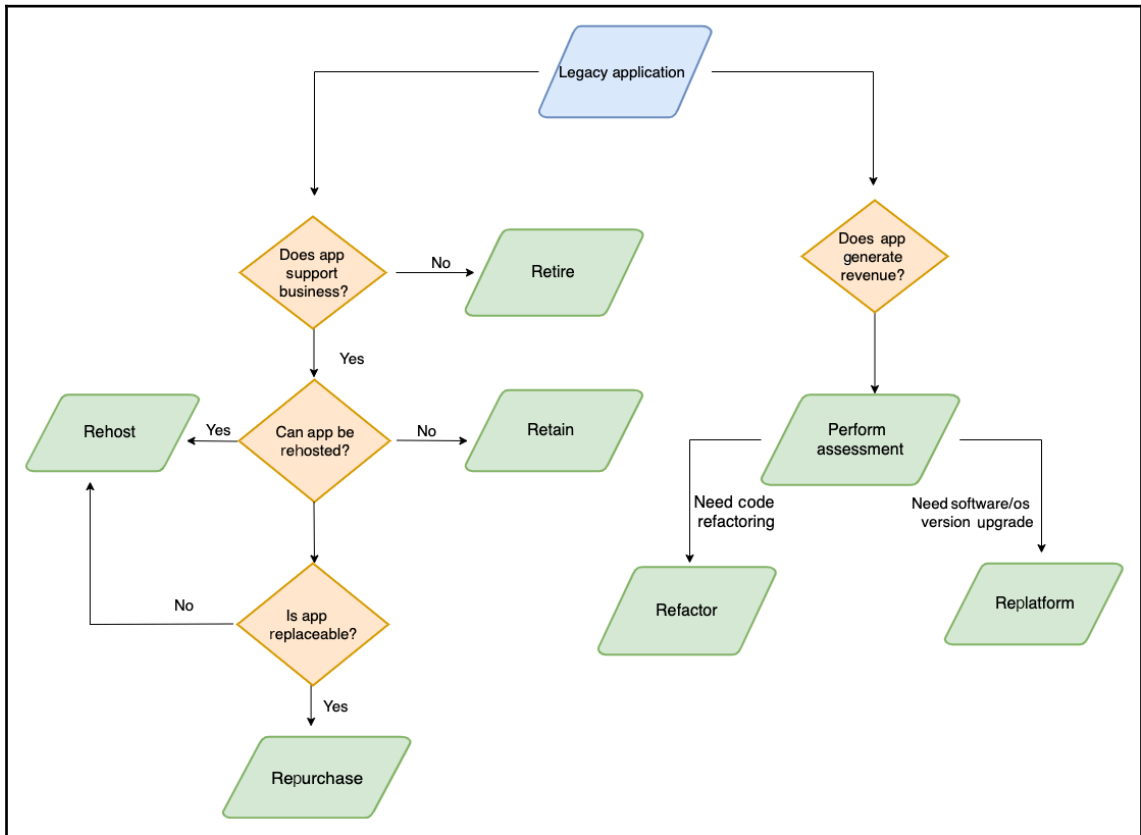 Legacy application
Does app
support
business?
No
Retire
Does app
generate
revenue?
Yes
Rehost
Yes
Can app be
rehosted?
No
Retain
Perform
assessment
Need code
refactoring
Need software/os
version upgrade
No
Is app
replaceable?
Refactor
Replatform
Yes
Repurchase